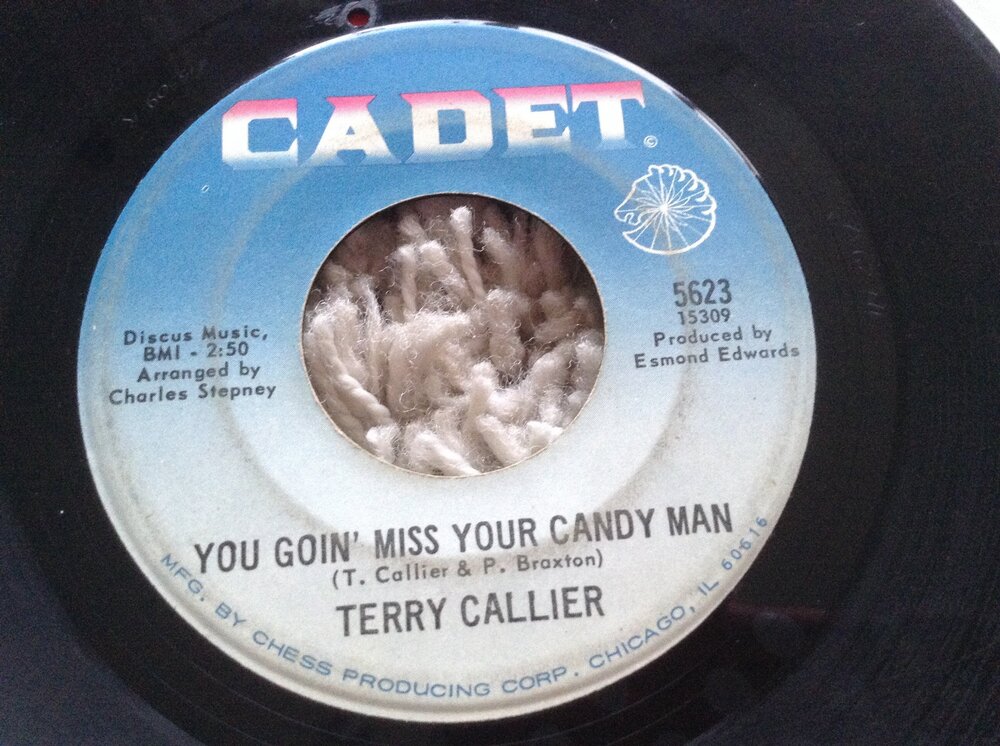 CADET
©
5623
15309
Produced by
Esmond Edwards
Discus Music,
BMI - 2:50
Arranged by
Charles Stepney
YOU GOIN' MISS YOUR CANDY MAN
(T. Callier & P. Braxton)
TERRY CALLIER
MFG. BY CHESS PRODUCING CORP. CHICAGO, IL 60616